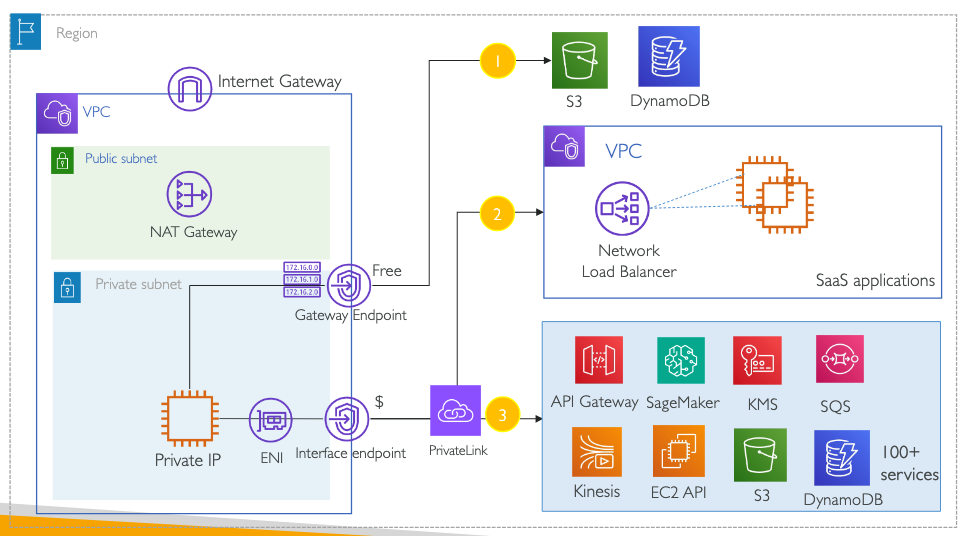 Region
Internet Gateway
VPC
Public subnet
NAT Gateway
Private subnet
172.16.0.0
172.16.1.0
172.16.2.0
Free
Gateway Endpoint
Private IP
ENI
$
Interface endpoint
PrivateLink
1
S3
DynamoDB
2
VPC
Network
Load Balancer
SaaS applications
3
API Gateway
SageMaker
KMS
SQS
Kinesis
EC2 API
S3
DynamoDB
100+
services